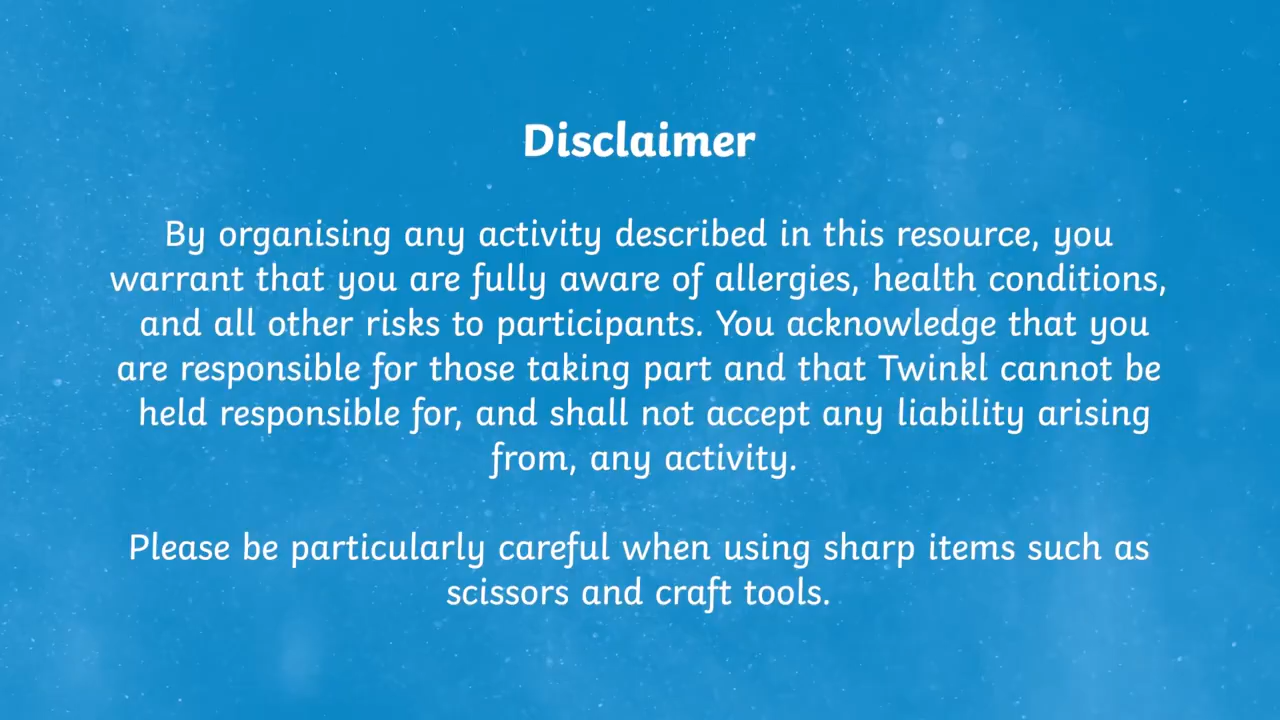 Disclaimer
By organising any activity described in this resource, you
warrant that you are fully aware of allergies, health conditions,
and all other risks to participants. You acknowledge that you
are responsible for those taking part and that Twinkl cannot be
held responsible for, and shall not accept any liability arising
from, any activity.
Please be particularly careful when using sharp items such as
scissors and craft tools.